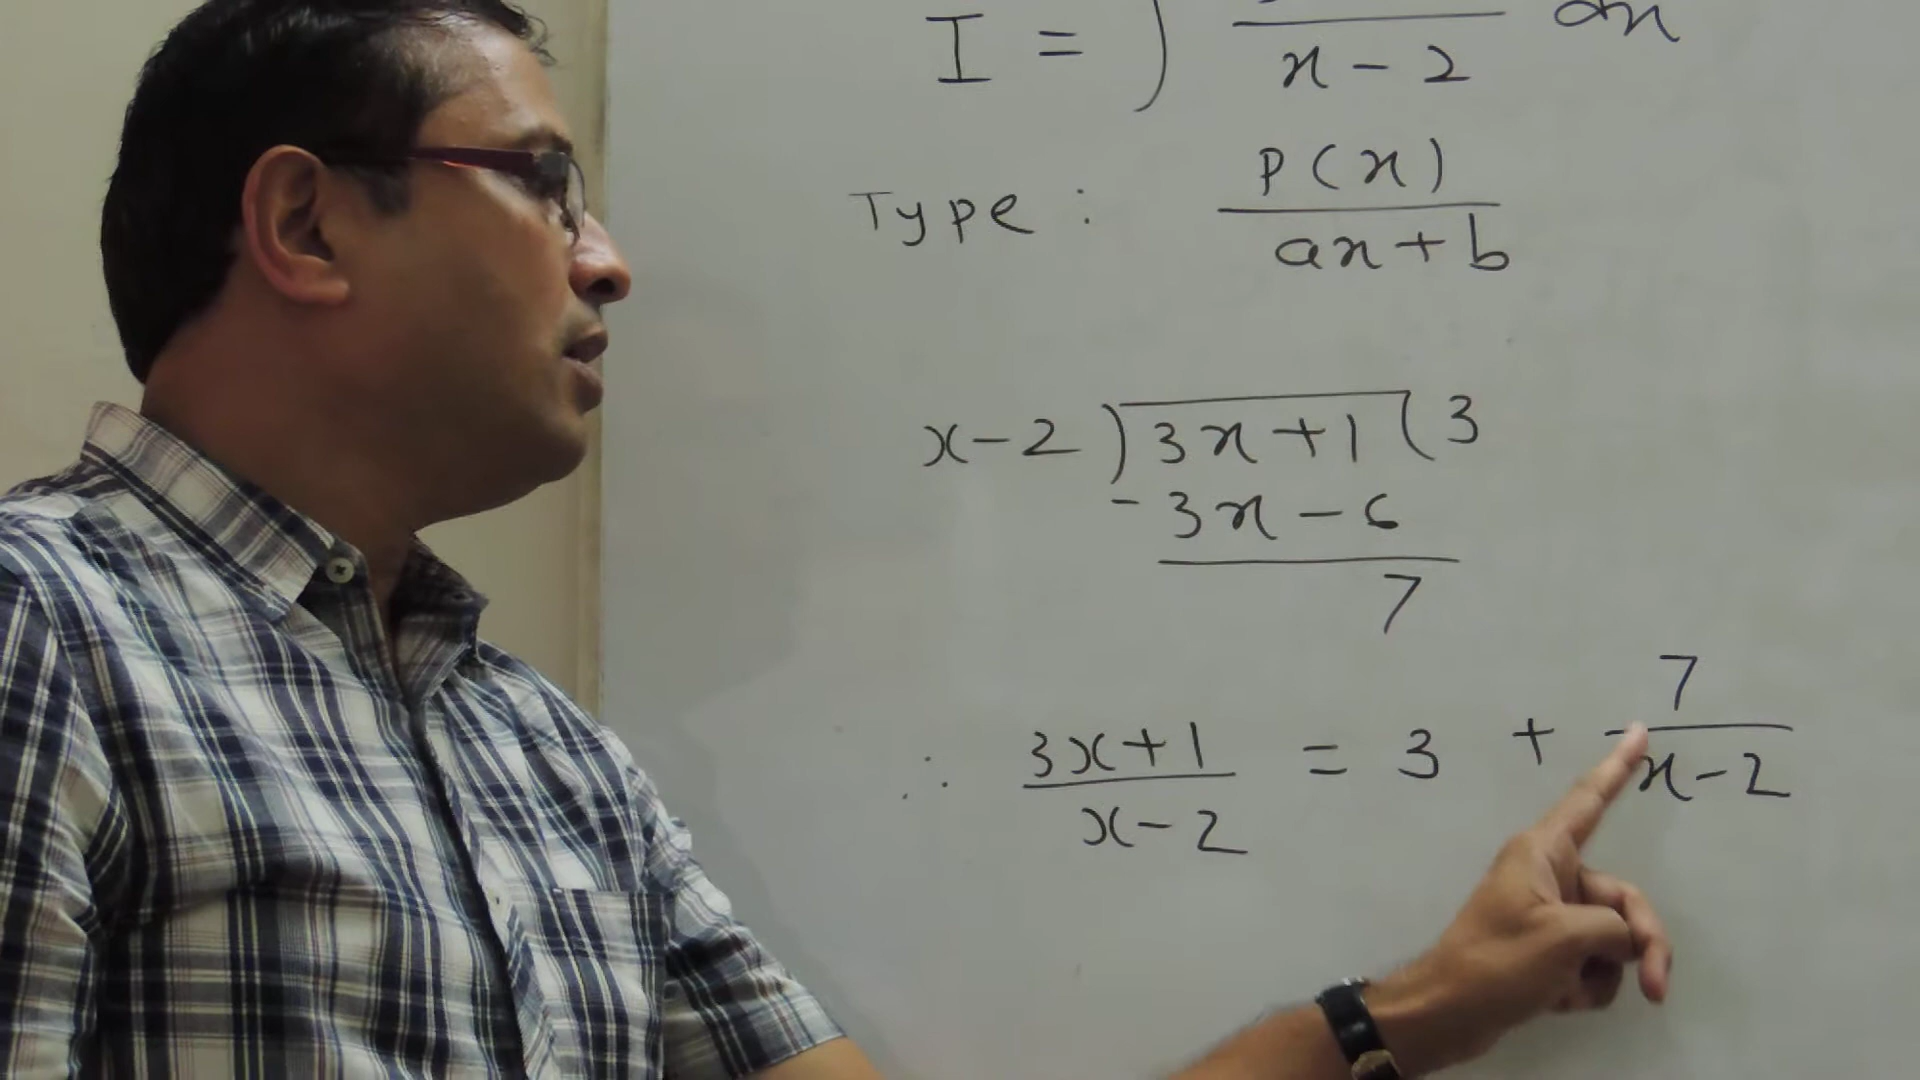 I = ∫ / x - 2 dx
Type : P(x) / ax + b
x - 2 ) 3x + 1 ( 3
- 3x - 6
7
∴ 3x + 1 / x - 2 = 3 + 7 / x - 2